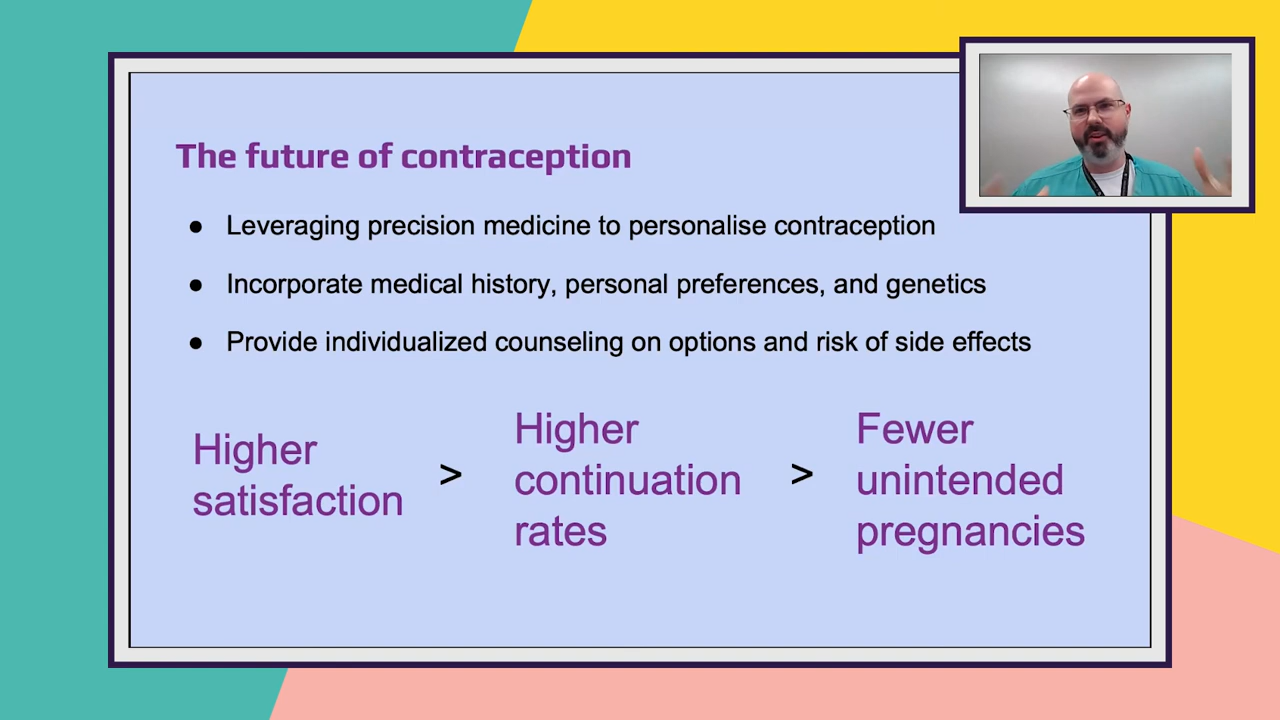 The future of contraception
● Leveraging precision medicine to personalise contraception
● Incorporate medical history, personal preferences, and genetics
● Provide individualized counseling on options and risk of side effects
Higher
satisfaction
>
Higher
continuation
rates
>
Fewer
unintended
pregnancies